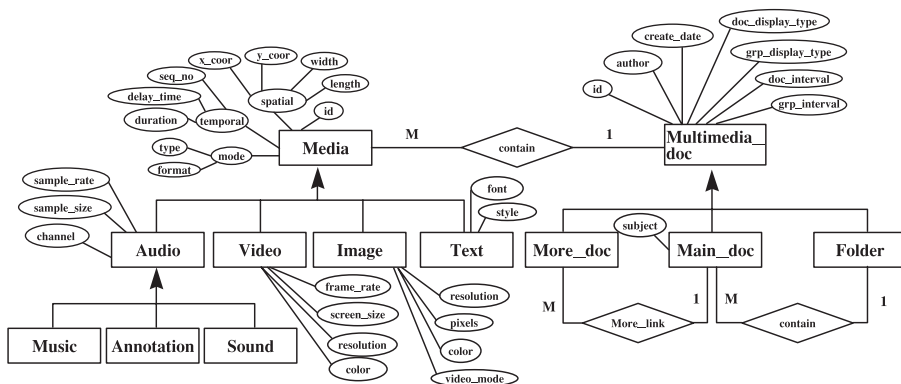 doc_display_type
create_date
y_coor
x_coor
width
grp_display_type
author
seq_no
length
doc_interval
spatial
delay_time
id
grp_interval
id
duration
temporal
M
1
Multimedia_
doc
type
mode
Media
contain
format
sample_rate
font
sample_size
style
subject
channel
Audio
Video
Image
Text
More_doc
Main_doc
Folder
frame_rate
resolution
M
1
M
1
screen_size
pixels
More_link
contain
Music
Annotation
Sound
resolution
color
color
video_mode